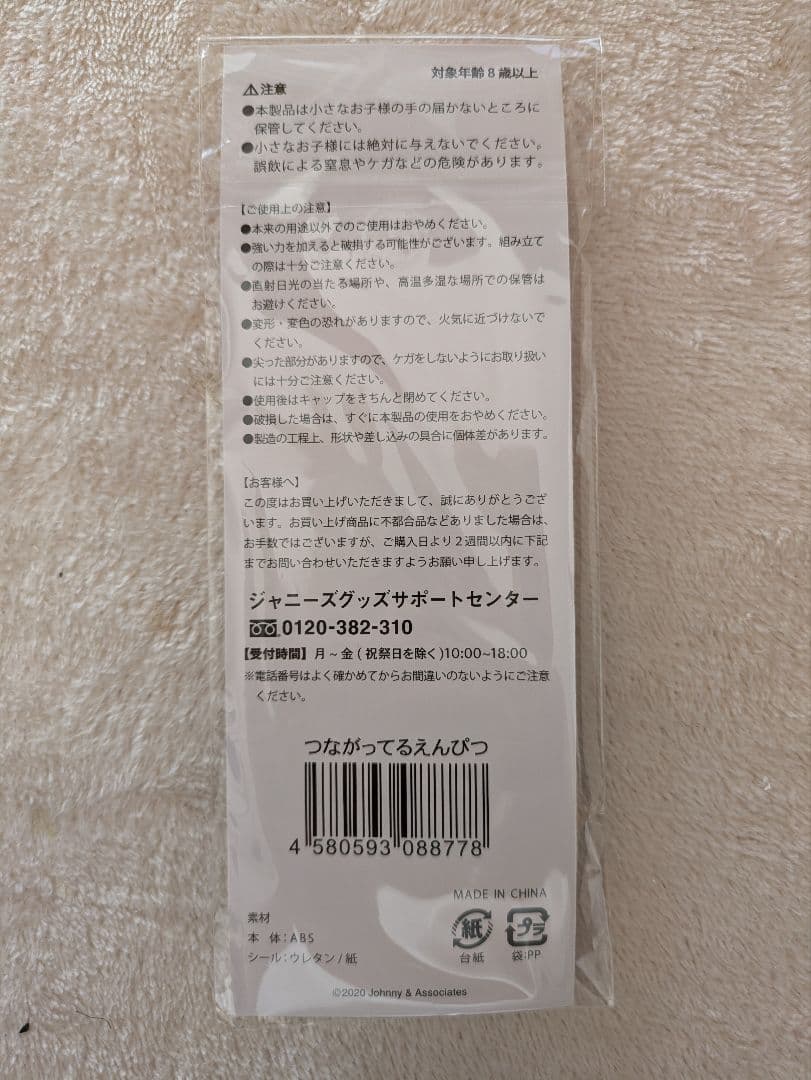 対象年齢8歳以上
⚠注意
●本製品は小さなお子様の手の届かないところに
保管してください。
●小さなお子様には絶対に与えないでください。
誤飲による窒息やケガなどの危険があります。
【ご使用上の注意】
●本来の用途以外でのご使用はおやめください。
●強い力を加えると破損する可能性がございます。組み立て
の際は十分ご注意ください。
●直射日光の当たる場所や、高温多湿な場所での保管は
お避けください。
●変形・変色の恐れがありますので、火気に近づけないで
ください。
●尖った部分がありますので、ケガをしないようにお取り扱い
には十分ご注意ください。
●使用後はキャップをきちんと閉めてください。
●破損した場合は、すぐに本製品の使用をおやめください。
●製造の工程上、形状や差し込みの具合に個体差があります。
【お客様へ】
この度はお買い上げいただきまして、誠にありがとうござ
います。お買い上げ商品に不都合品などありました場合は、
お手数ではございますが、ご購入日より2週間以内に下記
までお問い合わせいただきますようお願い申し上げます。
ジャニーズグッズサポートセンター
0120-382-310
【受付時間】月～金(祝祭日を除く)10:00~18:00
※電話番号はよく確かめてからお間違いのないようにご注意
ください。
つながってるえんぴつ
4 580593 088778
MADE IN CHINA
素材
本 体:ABS
シール:ウレタン/紙
紙
台紙
プラ
袋:PP
©2020 Johnny & Associates